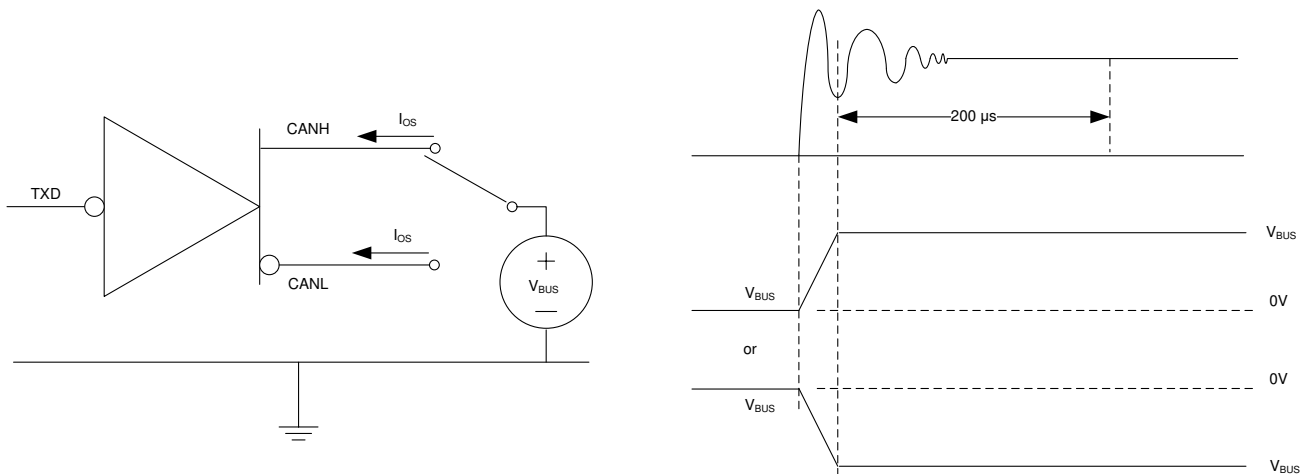 CANH
I_OS
TXD
I_OS
CANL
V_BUS
200 µs
V_BUS
V_BUS
0V
or
0V
V_BUS
V_BUS